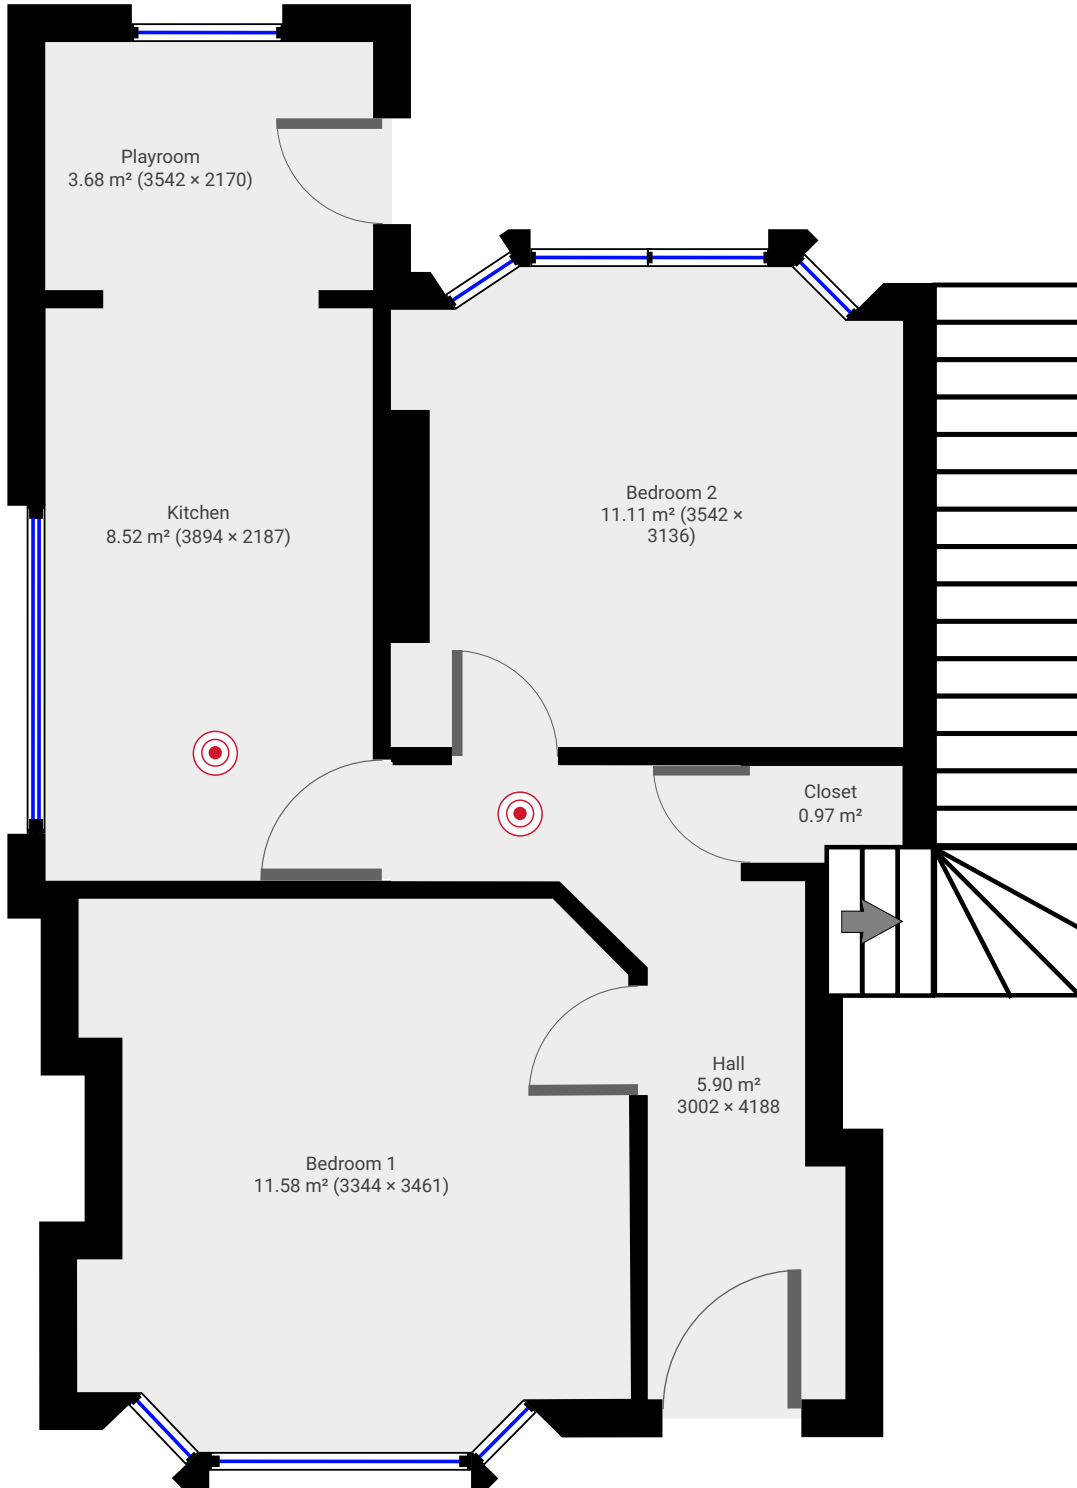 Playroom
3.68 m² (3542 × 2170)
Kitchen
8.52 m² (3894 × 2187)
Bedroom 2
11.11 m² (3542 ×
3136)
Closet
0.97 m²
Hall
5.90 m²
3002 × 4188
Bedroom 1
11.58 m² (3344 × 3461)